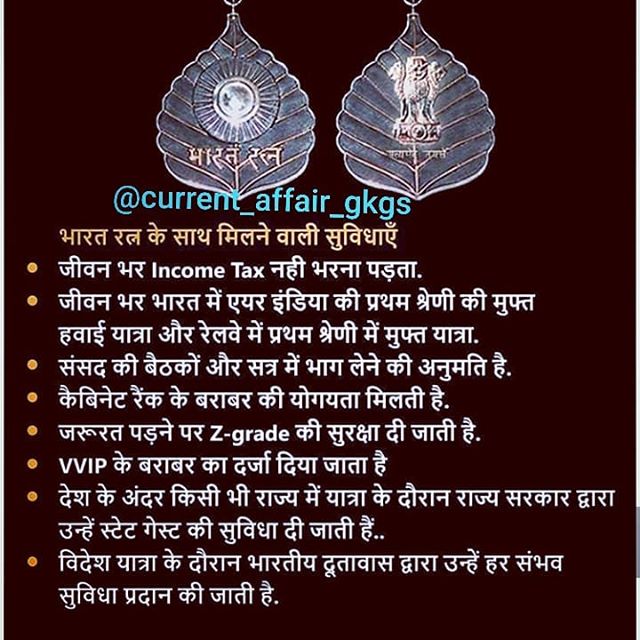 भारत रत्न
सत्यमेव जयते
@current_affair_gkgs
भारत रत्न के साथ मिलने वाली सुविधाएँ
• जीवन भर Income Tax नही भरना पड़ता.
• जीवन भर भारत में एयर इंडिया की प्रथम श्रेणी की मुफ्त
हवाई यात्रा और रेलवे में प्रथम श्रेणी में मुफ्त यात्रा.
• संसद की बैठकों और सत्र में भाग लेने की अनुमति है.
• कैबिनेट रैंक के बराबर की योगयता मिलती है.
• जरूरत पड़ने पर Z-grade की सुरक्षा दी जाती है.
• VVIP के बराबर का दर्जा दिया जाता है
• देश के अंदर किसी भी राज्य में यात्रा के दौरान राज्य सरकार द्वारा
उन्हें स्टेट गेस्ट की सुविधा दी जाती हैं..
• विदेश यात्रा के दौरान भारतीय दूतावास द्वारा उन्हें हर संभव
सुविधा प्रदान की जाती है.